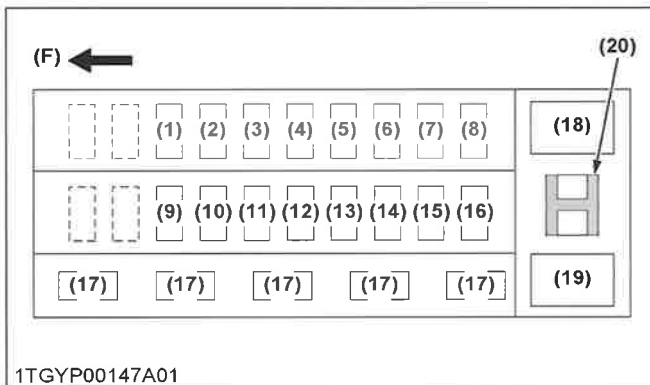 (F)
(20)
(1) (2) (3) (4) (5) (6) (7) (8)
(18)
(9) (10) (11) (12) (13) (14) (15) (16)
(17) (17) (17) (17) (17)
(19)
1TGYP00147A01